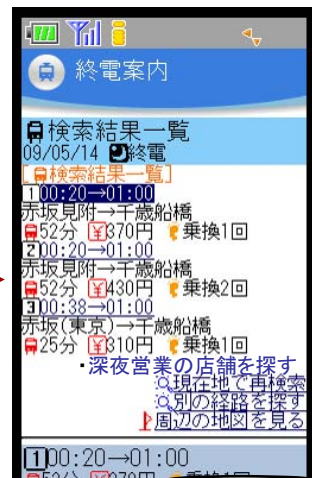 終電案内
検索結果一覧
09/05/14 終電
[検索結果一覧]
1 00:20→01:00
赤坂見附→千歳船橋
52分 ¥370円 乗換1回
2 00:20→01:00
赤坂見附→千歳船橋
52分 ¥430円 乗換2回
3 00:38→01:00
赤坂(東京)→千歳船橋
25分 ¥310円 乗換1回
・深夜営業の店舗を探す
現在地で再検索
別の経路を探す
周辺の地図を見る
1 00:20→01:00